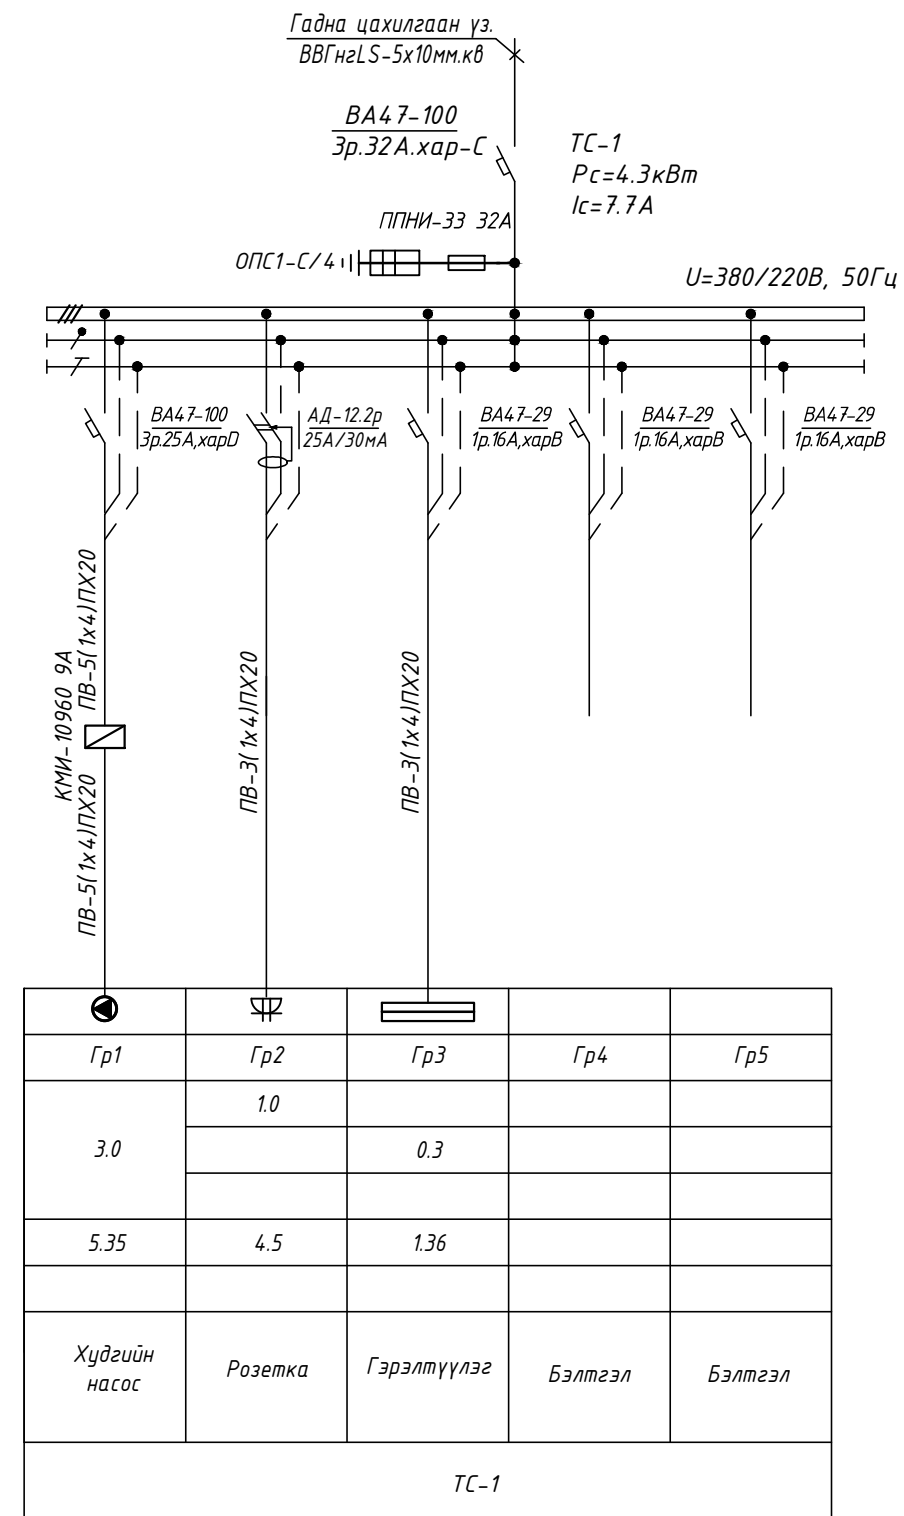 Гадна цахилгаан үз.
ВВГнгLS-5x10мм.кв
ВА47-100
3р.32А.хар-С
ТС-1
Рс=4.3кВт
Iс=7.7А
ППНИ-33 32А
ОПС1-С/4
U=380/220В, 50Гц
ВА47-100
3р.25А,харD
АД-12.2р
25А/30мА
ВА47-29
1р.16А,харВ
ВА47-29
1р.16А,харВ
ВА47-29
1р.16А,харВ
ПВ-5(1х4)ПХ20
КМИ-10960 9А
ПВ-5(1х4)ПХ20
ПВ-3(1х4)ПХ20
ПВ-3(1х4)ПХ20
Гр1 Гр2 Гр3 Гр4 Гр5
1.0
3.0 0.3
5.35 4.5 1.36
Худгийн
насос
Розетка Гэрэлтүүлэг Бэлтгэл Бэлтгэл
ТС-1